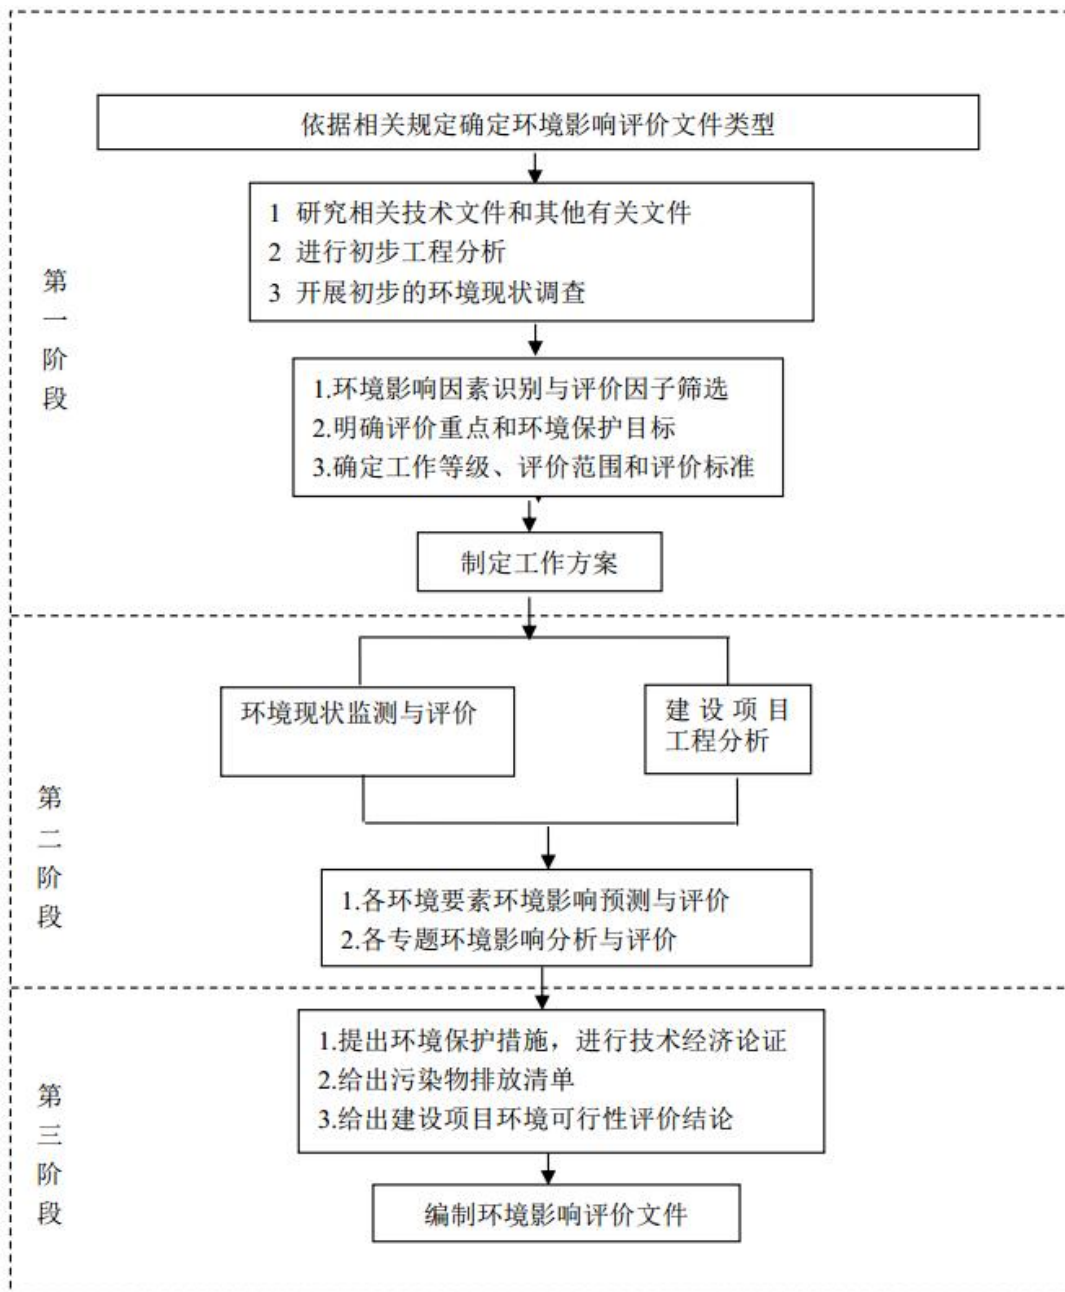 依据相关规定确定环境影响评价文件类型
1 研究相关技术文件和其他有关文件
2 进行初步工程分析
3 开展初步的环境现状调查
第一阶段
1.环境影响因素识别与评价因子筛选
2.明确评价重点和环境保护目标
3.确定工作等级、评价范围和评价标准
制定工作方案
环境现状监测与评价
建设项目
工程分析
第二阶段
1.各环境要素环境影响预测与评价
2.各专题环境影响分析与评价
1.提出环境保护措施，进行技术经济论证
2.给出污染物排放清单
3.给出建设项目环境可行性评价结论
第三阶段
编制环境影响评价文件